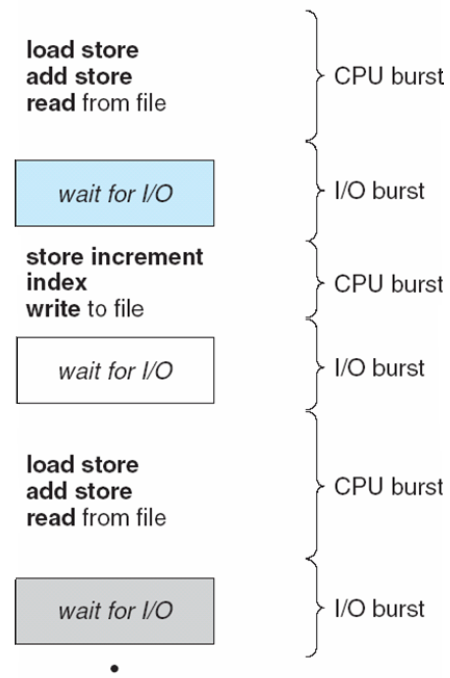 load store
add store
read from file
CPU burst
wait for I/O
I/O burst
store increment
index
write to file
CPU burst
wait for I/O
I/O burst
load store
add store
read from file
CPU burst
wait for I/O
I/O burst